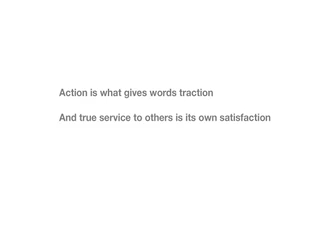 Action is what gives words traction
And true service to others is its own satisfaction